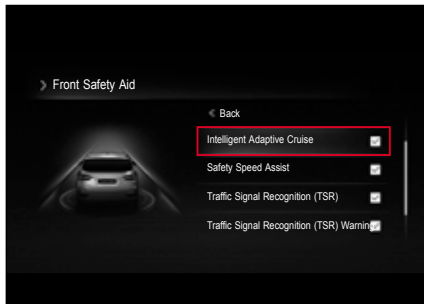 Front Safety Aid
Back
Intelligent Adaptive Cruise
Safety Speed Assist
Traffic Signal Recognition (TSR)
Traffic Signal Recognition (TSR) Warning